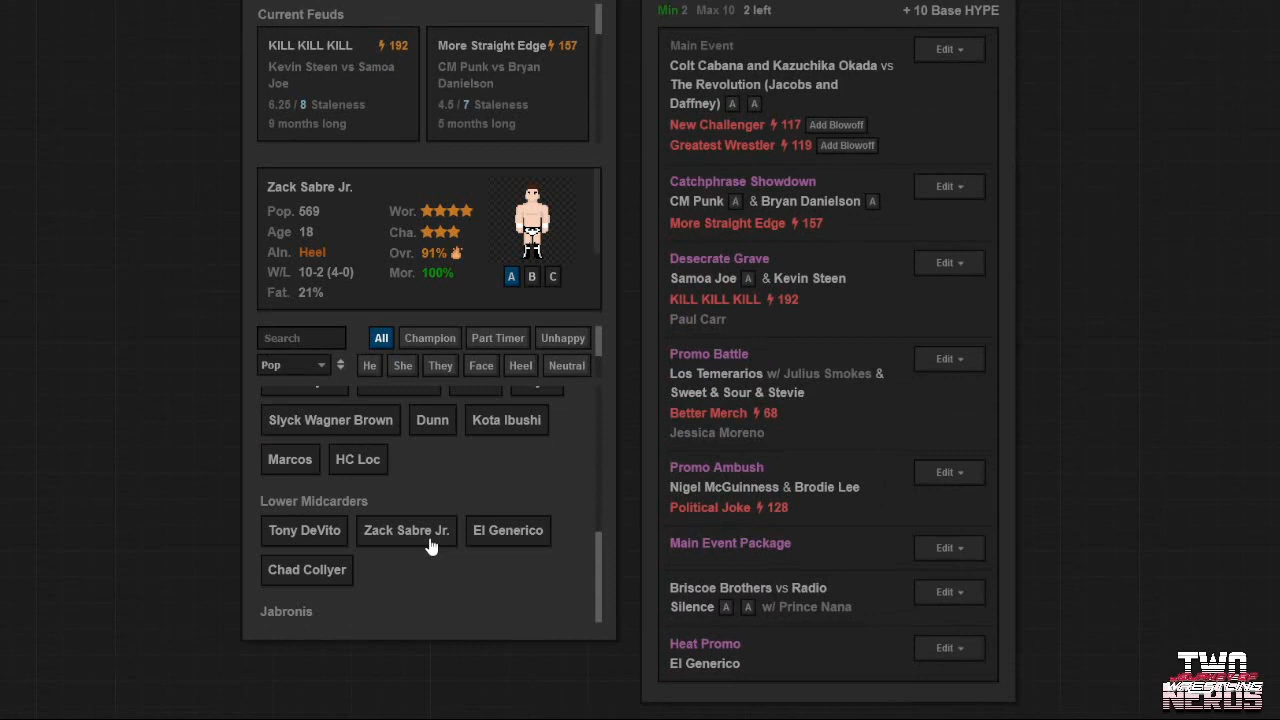 Current Feuds
KILL KILL KILL 192
Kevin Steen vs Samoa
Joe
6.25 / 8 Staleness
9 months long
More Straight Edge 157
CM Punk vs Bryan
Danielson
4.5 / 7 Staleness
5 months long
Zack Sabre Jr.
Pop. 569
Age 18
Aln. Heel
W/L 10-2 (4-0)
Fat. 21%
Wor.
Cha.
Ovr. 91%
Mor. 100%
A B C
Search All Champion Part Timer Unhappy
Pop He She They Face Heel Neutral
Slyck Wagner Brown Dunn Kota Ibushi
Marcos HC Loc
Lower Midcarders
Tony DeVito Zack Sabre Jr. El Generico
Chad Collyer
Jabronis
Min 2 Max 10 2 left + 10 Base HYPE
Main Event Edit
Colt Cabana and Kazuchika Okada vs
The Revolution (Jacobs and
Daffney) A A
New Challenger 117 Add Blowoff
Greatest Wrestler 119 Add Blowoff
Catchphrase Showdown Edit
CM Punk A & Bryan Danielson A
More Straight Edge 157
Desecrate Grave Edit
Samoa Joe A & Kevin Steen
KILL KILL KILL 192
Paul Carr
Promo Battle Edit
Los Temerarios w/ Julius Smokes &
Sweet & Sour & Stevie
Better Merch 68
Jessica Moreno
Promo Ambush Edit
Nigel McGuinness & Brodie Lee
Political Joke 128
Main Event Package Edit
Briscoe Brothers vs Radio Edit
Silence A A w/ Prince Nana
Heat Promo Edit
El Generico
TWO
WRESTLING
NERDS